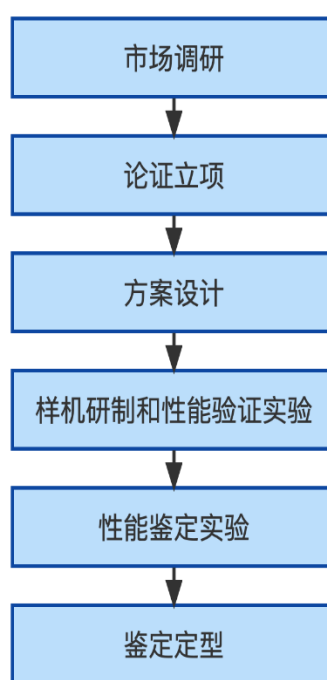 市场调研
论证立项
方案设计
样机研制和性能验证实验
性能鉴定实验
鉴定定型